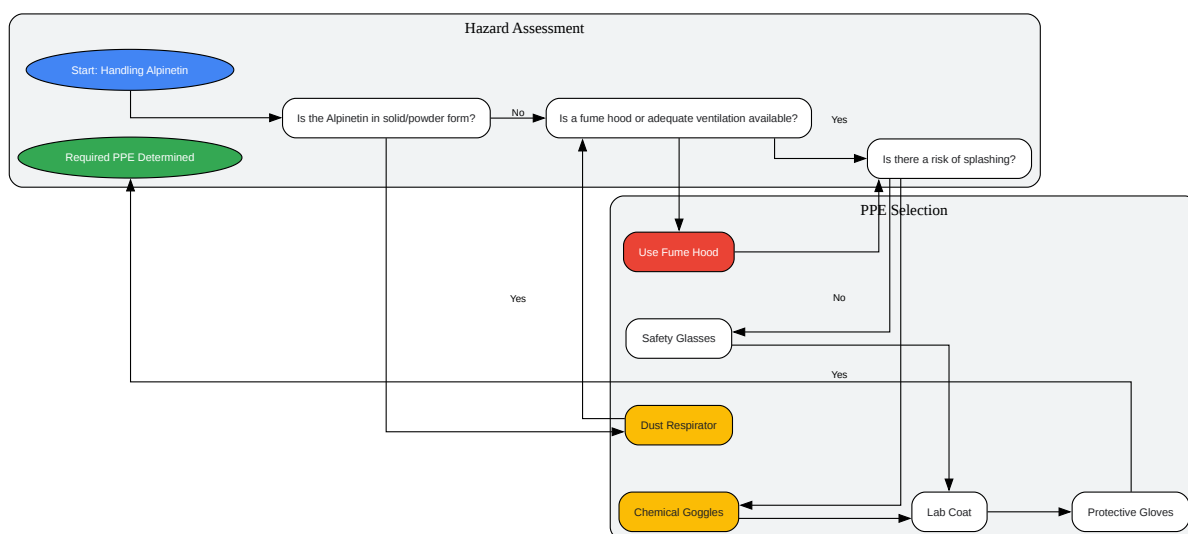 Hazard Assessment
Start: Handling Alpinetin
Is the Alpinetin in solid/powder form?
No
Is a fume hood or adequate ventilation available?
Yes
Required PPE Determined
Is there a risk of splashing?
PPE Selection
Use Fume Hood
Yes
No
Safety Glasses
Yes
Dust Respirator
Chemical Goggles
Lab Coat
Protective Gloves